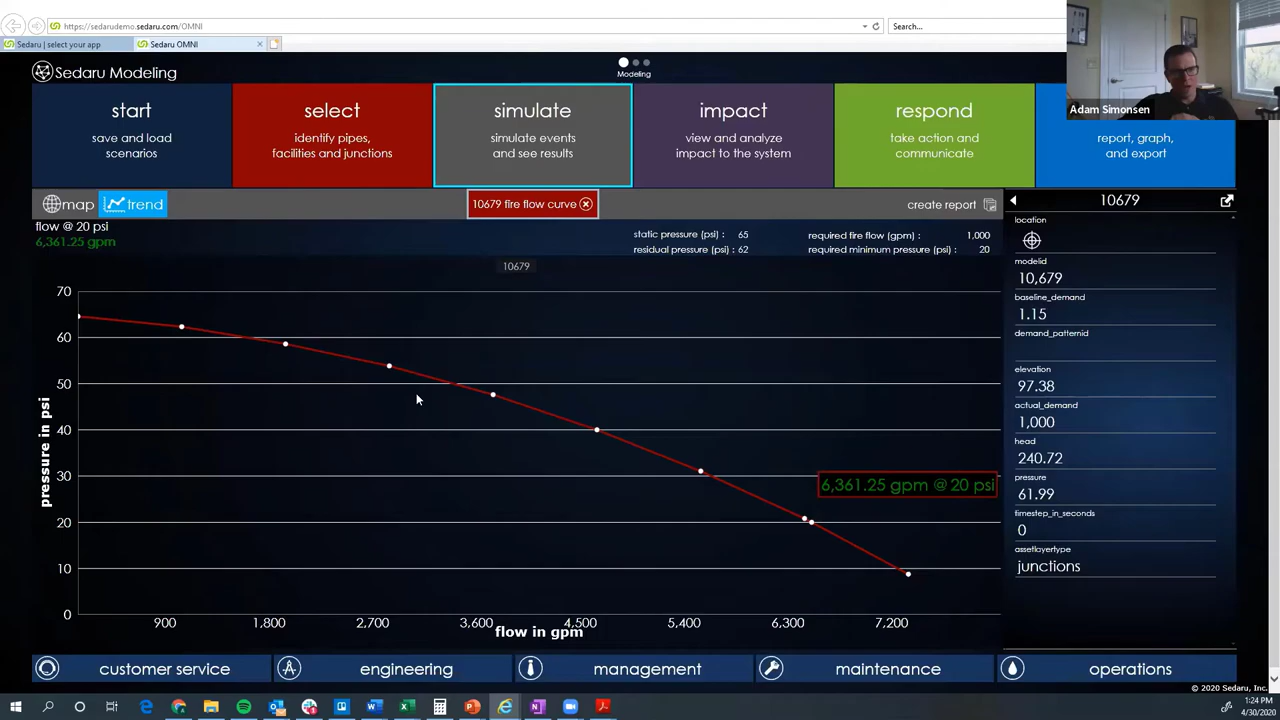 https://sedarudemo.sedaru.com/OMNI
Search...
Sedaru | select your app
Sedaru OMNI
Sedaru Modeling
Modeling
Adam Simonsen
start
save and load
scenarios
select
identify pipes,
facilities and junctions
simulate
simulate events
and see results
impact
view and analyze
impact to the system
respond
take action and
communicate
report, graph,
and export
map
trend
10679 fire flow curve
create report
10679
flow @ 20 psi
6,361.25 gpm
static pressure (psi) : 65
residual pressure (psi) : 62
required fire flow (gpm) : 1,000
required minimum pressure (psi) : 20
10679
70
60
50
40
30
20
10
0
pressure in psi
6,361.25 gpm @ 20 psi
900 1,800 2,700 3,600 4,500 5,400 6,300 7,200
flow in gpm
location
modelid
10,679
baseline_demand
1.15
demand_patternid
elevation
97.38
actual_demand
1,000
head
240.72
pressure
61.99
timestep_in_seconds
0
assetlayertype
junctions
customer service
engineering
management
maintenance
operations
© 2020 Sedaru, Inc.
1:24 PM
4/30/2020